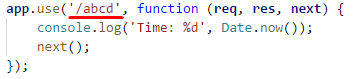 app.use('/abcd', function (req, res, next) {
    console.log('Time: %d', Date.now());
    next();
});